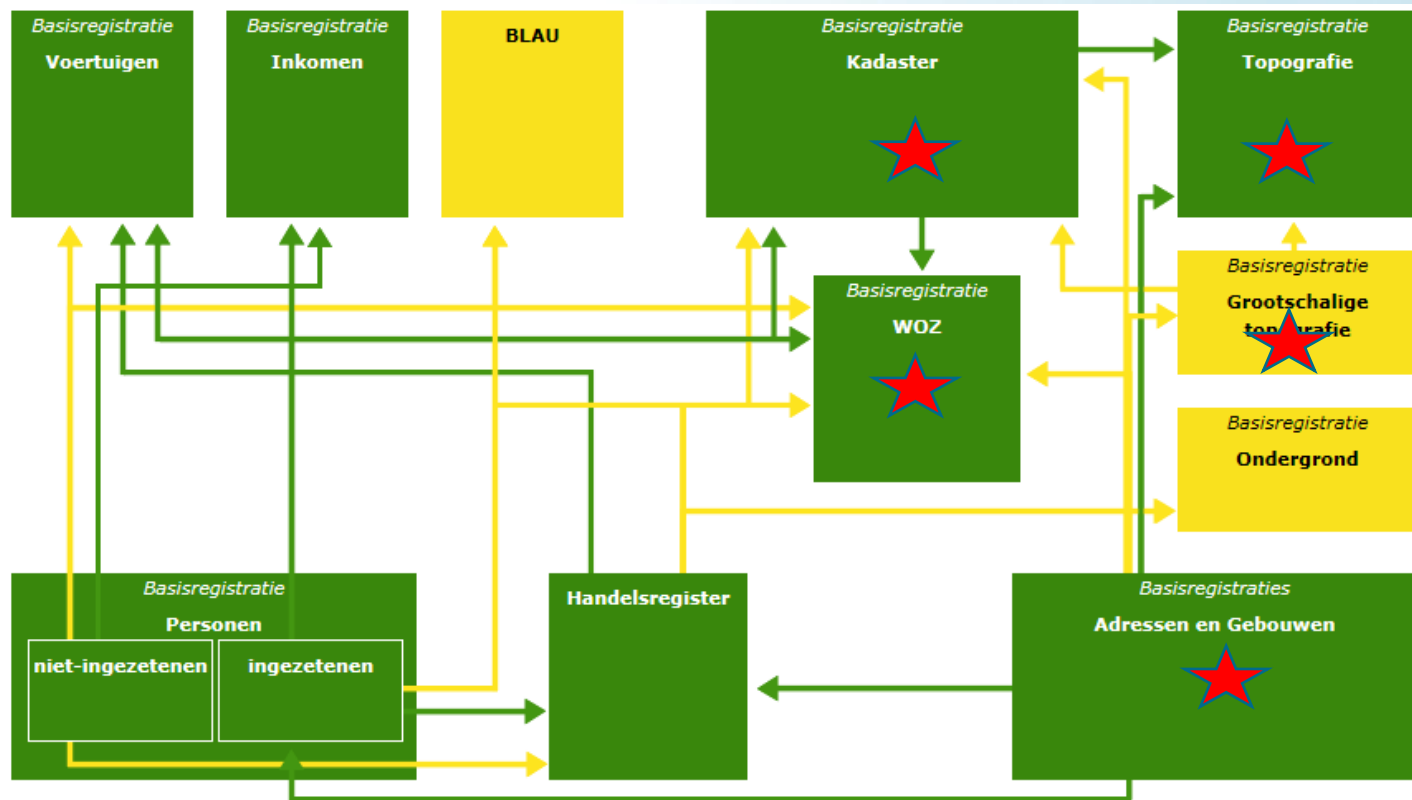 Basisregistratie
Voertuigen
Basisregistratie
Inkomen
BLAU
Basisregistratie
Kadaster
Basisregistratie
Topografie
Basisregistratie
WOZ
Basisregistratie
Grootschalige
topografie
Basisregistratie
Ondergrond
Basisregistratie
Personen
niet-ingezetenen
ingezetenen
Handelsregister
Basisregistraties
Adressen en Gebouwen